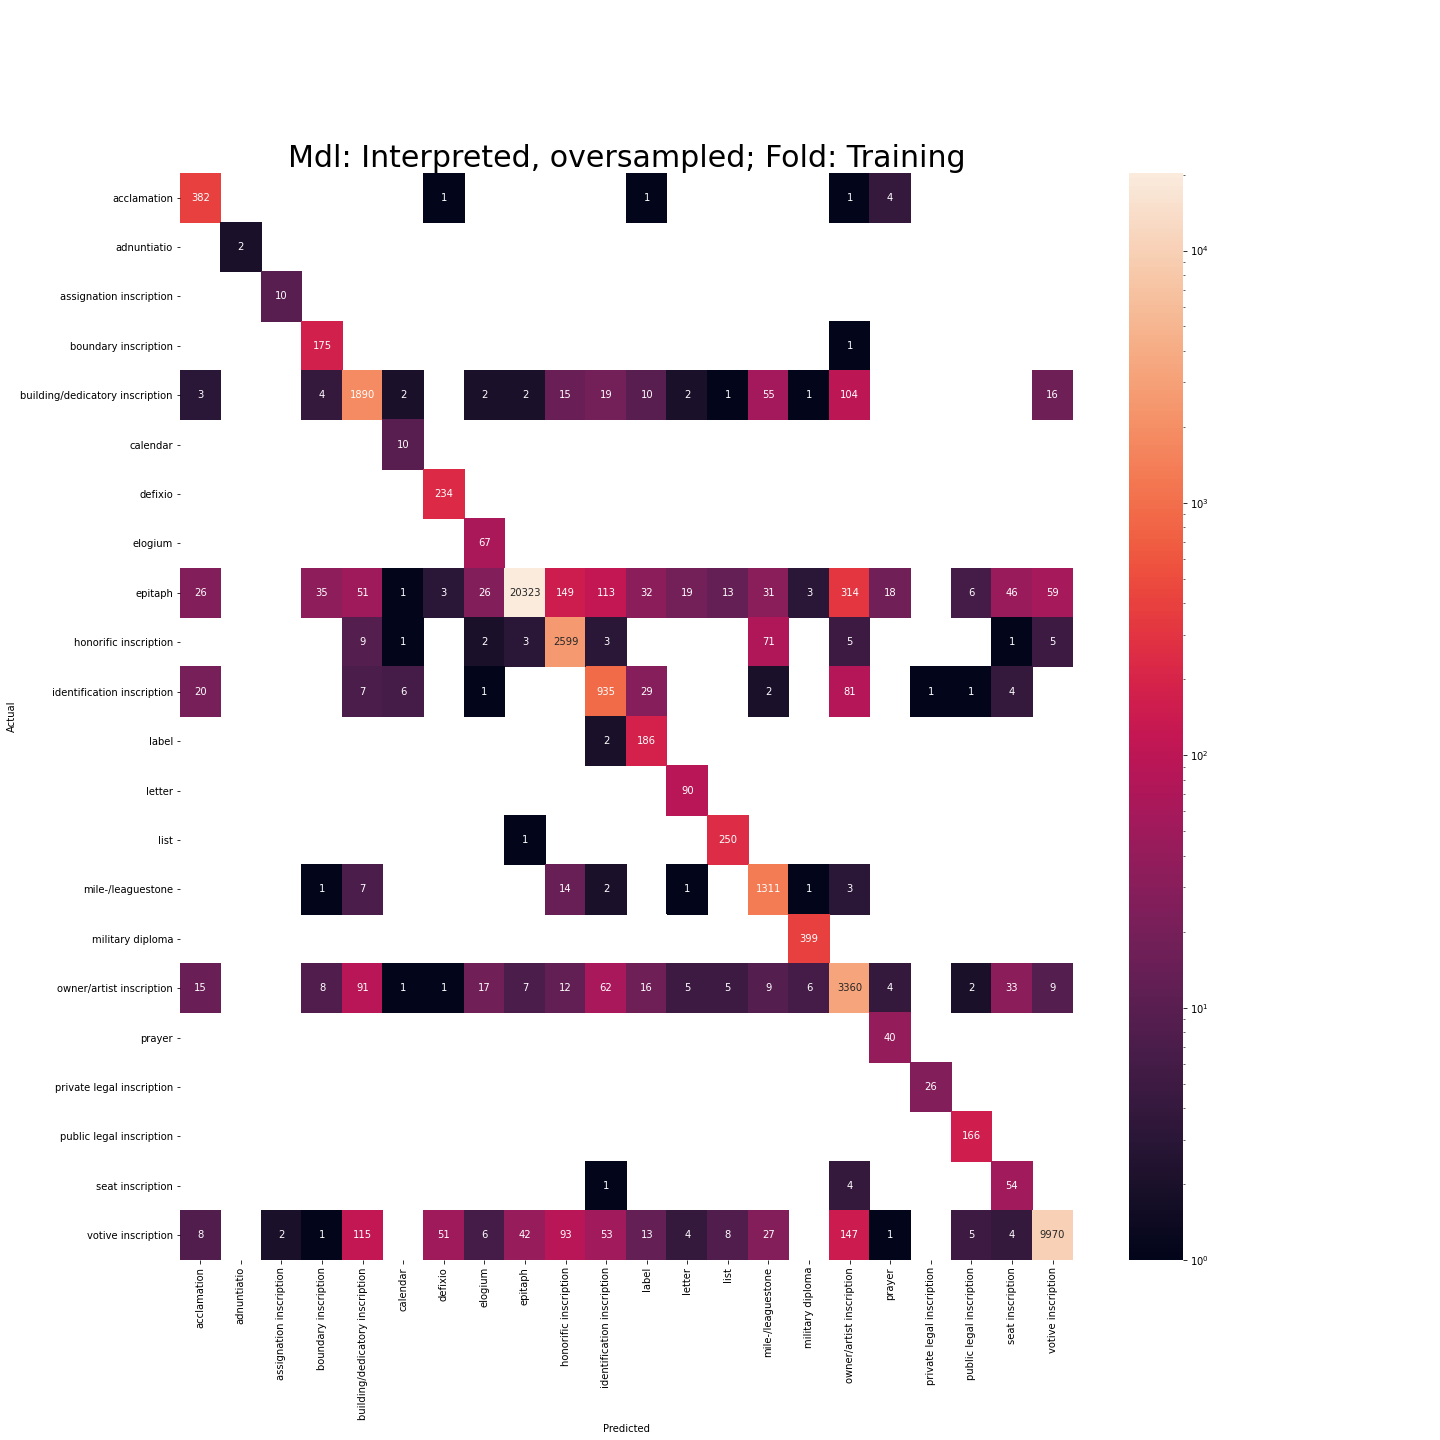 Mdl: Interpreted, oversampled; Fold: Training
acclamation 382 1 1 1 4
adnuntiatio 2
assignation inscription 10
boundary inscription 175 1
building/dedicatory inscription 3 4 1890 2 2 2 15 19 10 2 1 55 1 104 16
calendar 10
defixio 234
elogium 67
epitaph 26 35 51 1 3 26 20323 149 113 32 19 13 31 3 314 18 6 46 59
honorific inscription 9 1 2 3 2599 3 71 5 1 5
identification inscription 20 7 6 1 935 29 2 81 1 1 4
label 2 186
letter 90
list 1 250
mile-/leaguestone 1 7 14 2 1 1311 1 3
military diploma 399
owner/artist inscription 15 8 91 1 1 17 7 12 62 16 5 5 9 6 3360 4 2 33 9
prayer 40
private legal inscription 26
public legal inscription 166
seat inscription 1 4 54
votive inscription 8 2 1 115 51 6 42 93 53 13 4 8 27 147 1 5 4 9970
Actual
acclamation
adnuntiatio
assignation inscription
boundary inscription
building/dedicatory inscription
calendar
defixio
elogium
epitaph
honorific inscription
identification inscription
label
letter
list
mile-/leaguestone
military diploma
owner/artist inscription
prayer
private legal inscription
public legal inscription
seat inscription
votive inscription
Predicted
10⁴
10³
10²
10¹
10⁰